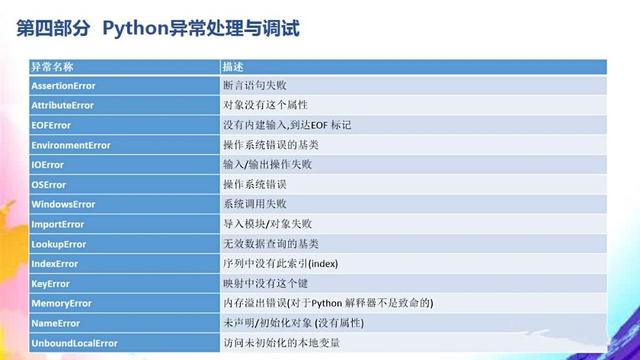 第四部分 Python异常处理与调试
异常名称 描述
AssertionError 断言语句失败
AttributeError 对象没有这个属性
EOFError 没有内建输入,到达EOF 标记
EnvironmentError 操作系统错误的基类
IOError 输入/输出操作失败
OSError 操作系统错误
WindowsError 系统调用失败
ImportError 导入模块/对象失败
LookupError 无效数据查询的基类
IndexError 序列中没有此索引(index)
KeyError 映射中没有这个键
MemoryError 内存溢出错误(对于Python 解释器不是致命的)
NameError 未声明/初始化对象 (没有属性)
UnboundLocalError 访问未初始化的本地变量